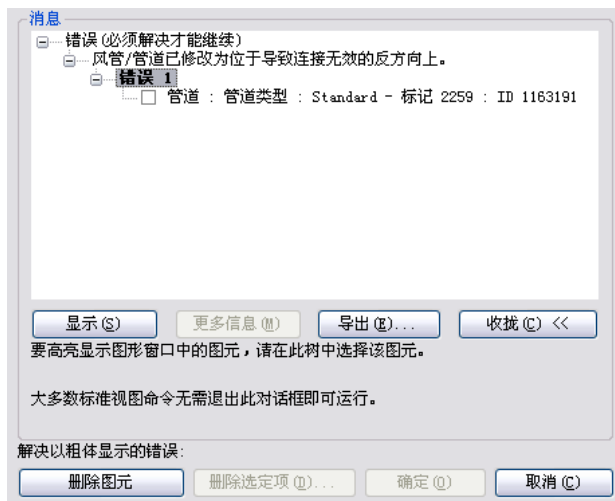 消息
错误(必须解决才能继续)
风管/管道已修改为位于导致连接无效的反方向上。
错误 1
管道 : 管道类型 : Standard - 标记 2259 : ID 1163191
显示(S)
更多信息(M)
导出(E)...
收拢(C) <<
要高亮显示图形窗口中的图元,请在此树中选择该图元。
大多数标准视图命令无需退出此对话框即可运行。
解决以粗体显示的错误:
删除图元
删除选定项(D)...
确定(O)
取消(C)